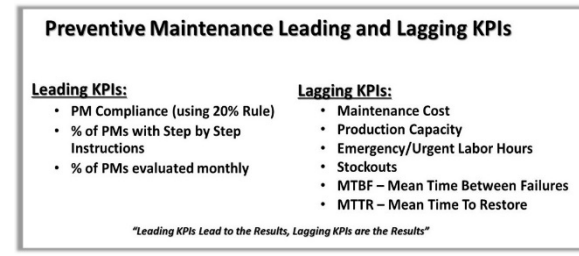 Preventive Maintenance Leading and Lagging KPIs
Leading KPIs:
• PM Compliance (using 20% Rule)
• % of PMs with Step by Step
Instructions
• % of PMs evaluated monthly
Lagging KPIs:
• Maintenance Cost
• Production Capacity
• Emergency/Urgent Labor Hours
• Stockouts
• MTBF – Mean Time Between Failures
• MTTR – Mean Time To Restore
"Leading KPIs Lead to the Results, Lagging KPIs are the Results"